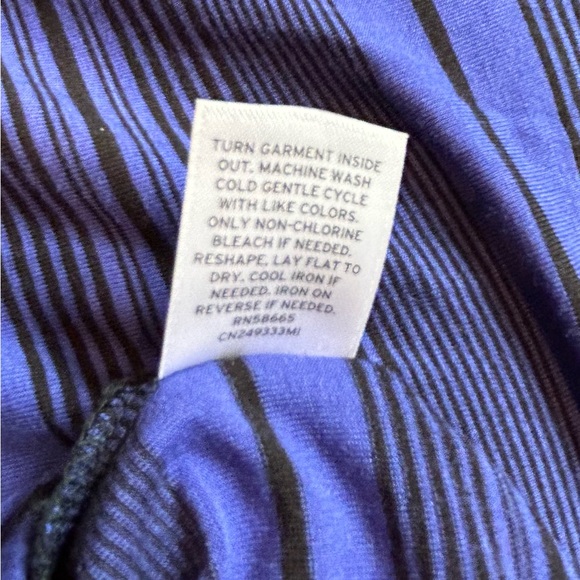 TURN GARMENT INSIDE
OUT. MACHINE WASH
COLD GENTLE CYCLE
WITH LIKE COLORS.
ONLY NON-CHLORINE
BLEACH IF NEEDED.
RESHAPE, LAY FLAT TO
DRY. COOL IRON IF
NEEDED. IRON ON
REVERSE IF NEEDED.
RN58665
CN249333MI